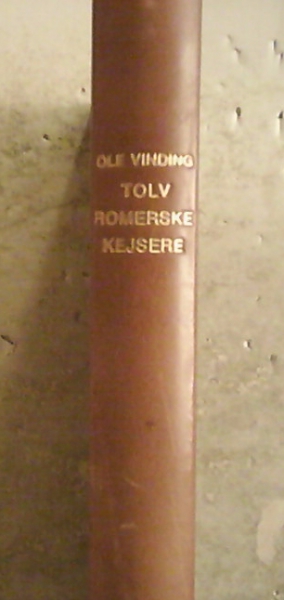 OLE VINDING
TOLV
ROMERSKE
KEJSERE